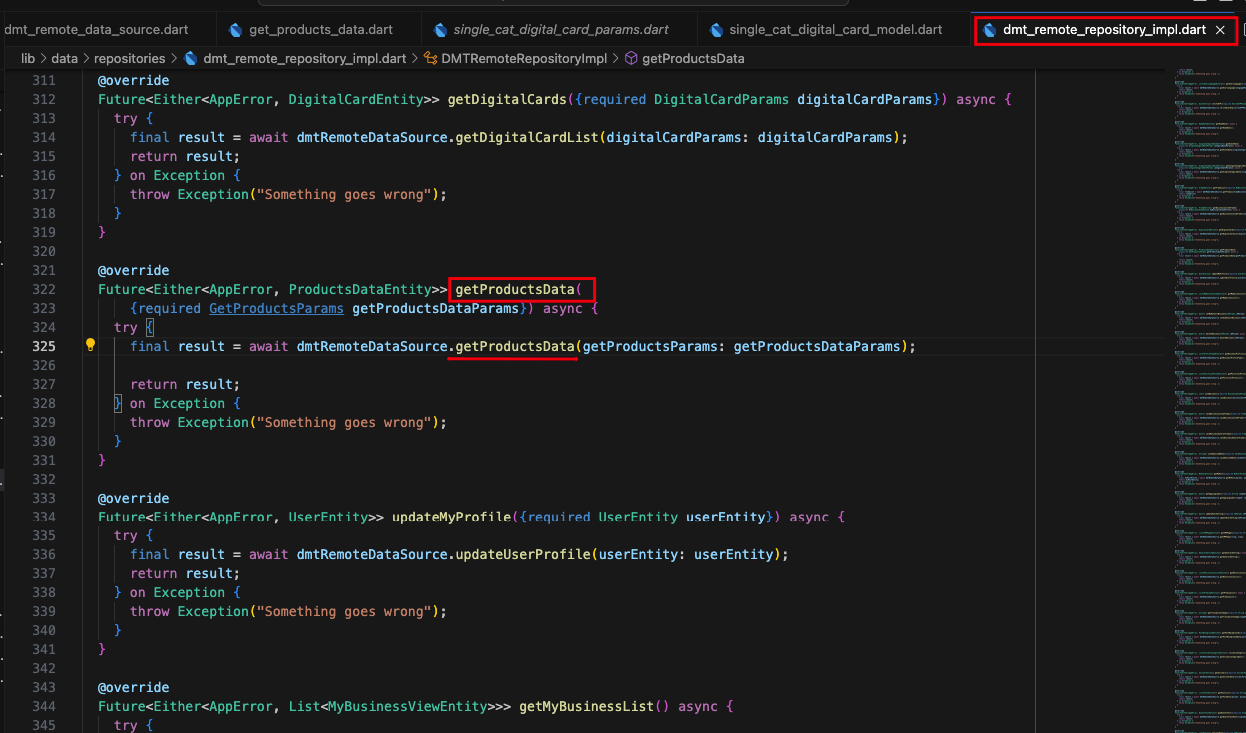 dmt_remote_data_source.dart
get_products_data.dart
single_cat_digital_card_params.dart
single_cat_digital_card_model.dart
dmt_remote_repository_impl.dart ×
lib > data > repositories > dmt_remote_repository_impl.dart > DMTRemoteRepositoryImpl > getProductsData
311 @override
312 Future<Either<AppError, DigitalCardEntity>> getDigitalCards({required DigitalCardParams digitalCardParams}) async {
313 try {
314 final result = await dmtRemoteDataSource.getDigitalCardList(digitalCardParams: digitalCardParams);
315 return result;
316 } on Exception {
317 throw Exception("Something goes wrong");
318 }
319 }
320
321 @override
322 Future<Either<AppError, ProductsDataEntity>> getProductsData(
323 {required GetProductsParams getProductsDataParams}) async {
324 try {
325 final result = await dmtRemoteDataSource.getProductsData(getProductsParams: getProductsDataParams);
326
327 return result;
328 } on Exception {
329 throw Exception("Something goes wrong");
330 }
331 }
332
333 @override
334 Future<Either<AppError, UserEntity>> updateMyProfile({required UserEntity userEntity}) async {
335 try {
336 final result = await dmtRemoteDataSource.updateUserProfile(userEntity: userEntity);
337 return result;
338 } on Exception {
339 throw Exception("Something goes wrong");
340 }
341 }
342
343 @override
344 Future<Either<AppError, List<MyBusinessViewEntity>>> getMyBusinessList() async {
345 try {